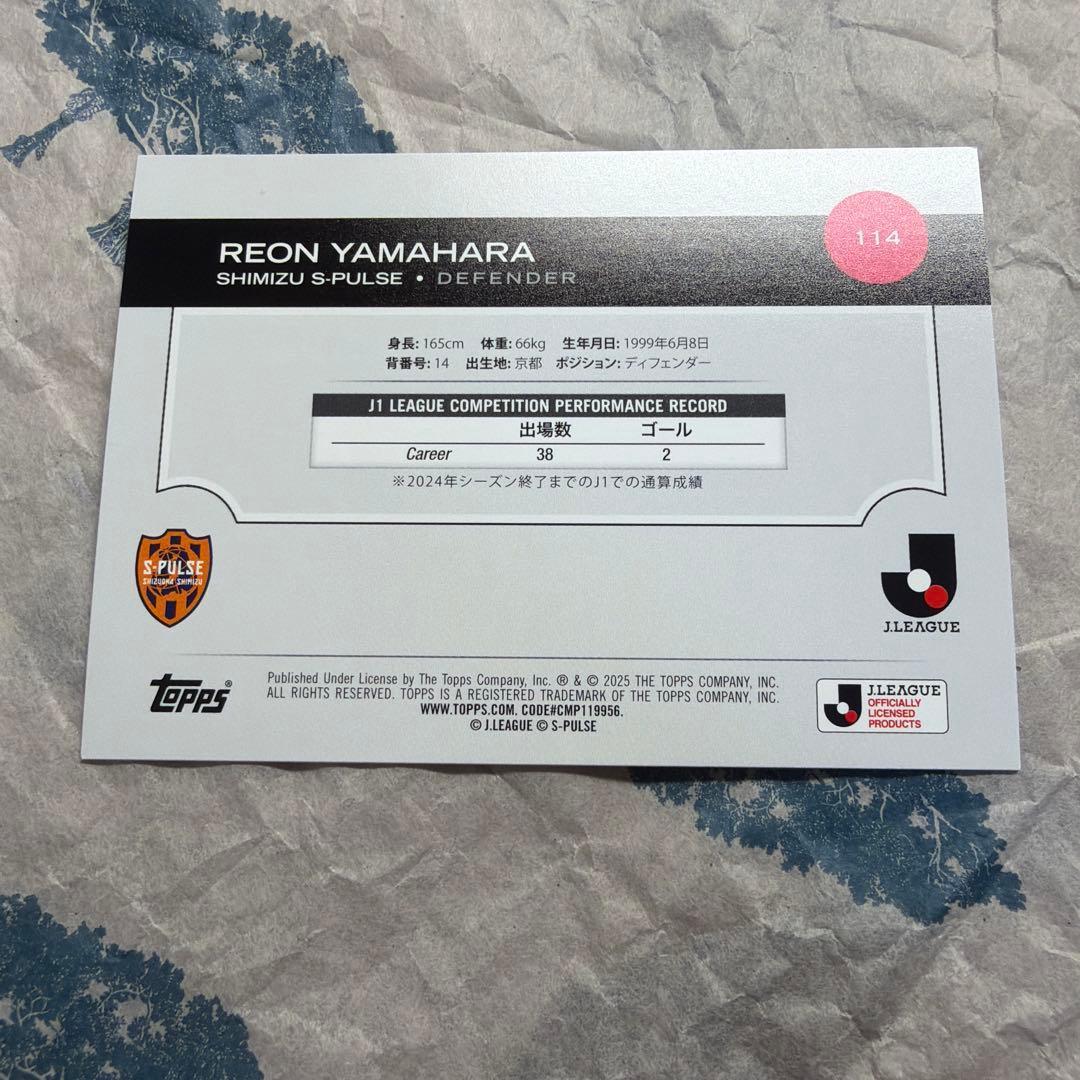 114
REON YAMAHARA
SHIMIZU S-PULSE • DEFENDER
身長: 165cm 体重: 66kg 生年月日: 1999年6月8日
背番号: 14 出生地: 京都 ポジション: ディフェンダー
J1 LEAGUE COMPETITION PERFORMANCE RECORD
出場数 ゴール
Career 38 2
※2024年シーズン終了までのJ1での通算成績
S-PULSE
SHIZUOKA SHIMIZU
J.LEAGUE
TOPPS®
Published Under License by The Topps Company, Inc. ® & © 2025 THE TOPPS COMPANY, INC.
ALL RIGHTS RESERVED. TOPPS IS A REGISTERED TRADEMARK OF THE TOPPS COMPANY, INC.
WWW.TOPPS.COM. CODE#CMP119956.
© J.LEAGUE © S-PULSE
J.LEAGUE
OFFICIALLY
LICENSED
PRODUCTS